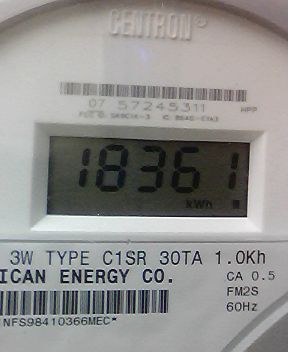 CENTRON®
07 57245311 HPP
18361
kWh
3W TYPE C1SR 30TA 1.0Kh
ICAN ENERGY CO. CA 0.5
FM2S
NFS98410366MEC* 60Hz